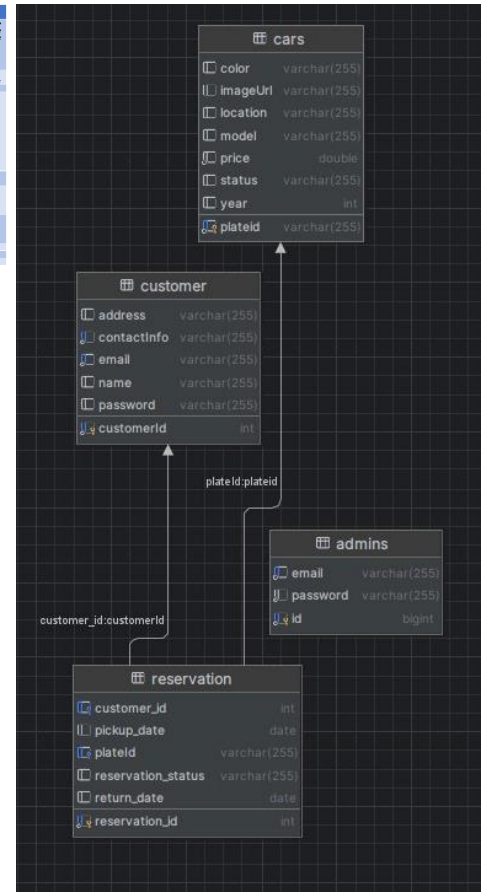 cars
color varchar(255)
imageUrl varchar(255)
location varchar(255)
model varchar(255)
price double
status varchar(255)
year int
plateid varchar(255)
customer
address varchar(255)
contactInfo varchar(255)
email varchar(255)
name varchar(255)
password varchar(255)
customerId int
plateId:plateid
admins
email varchar(255)
password varchar(255)
id bigint
customer_id:customerId
reservation
customer_id int
pickup_date date
plateId varchar(255)
reservation_status varchar(255)
return_date date
reservation_id int